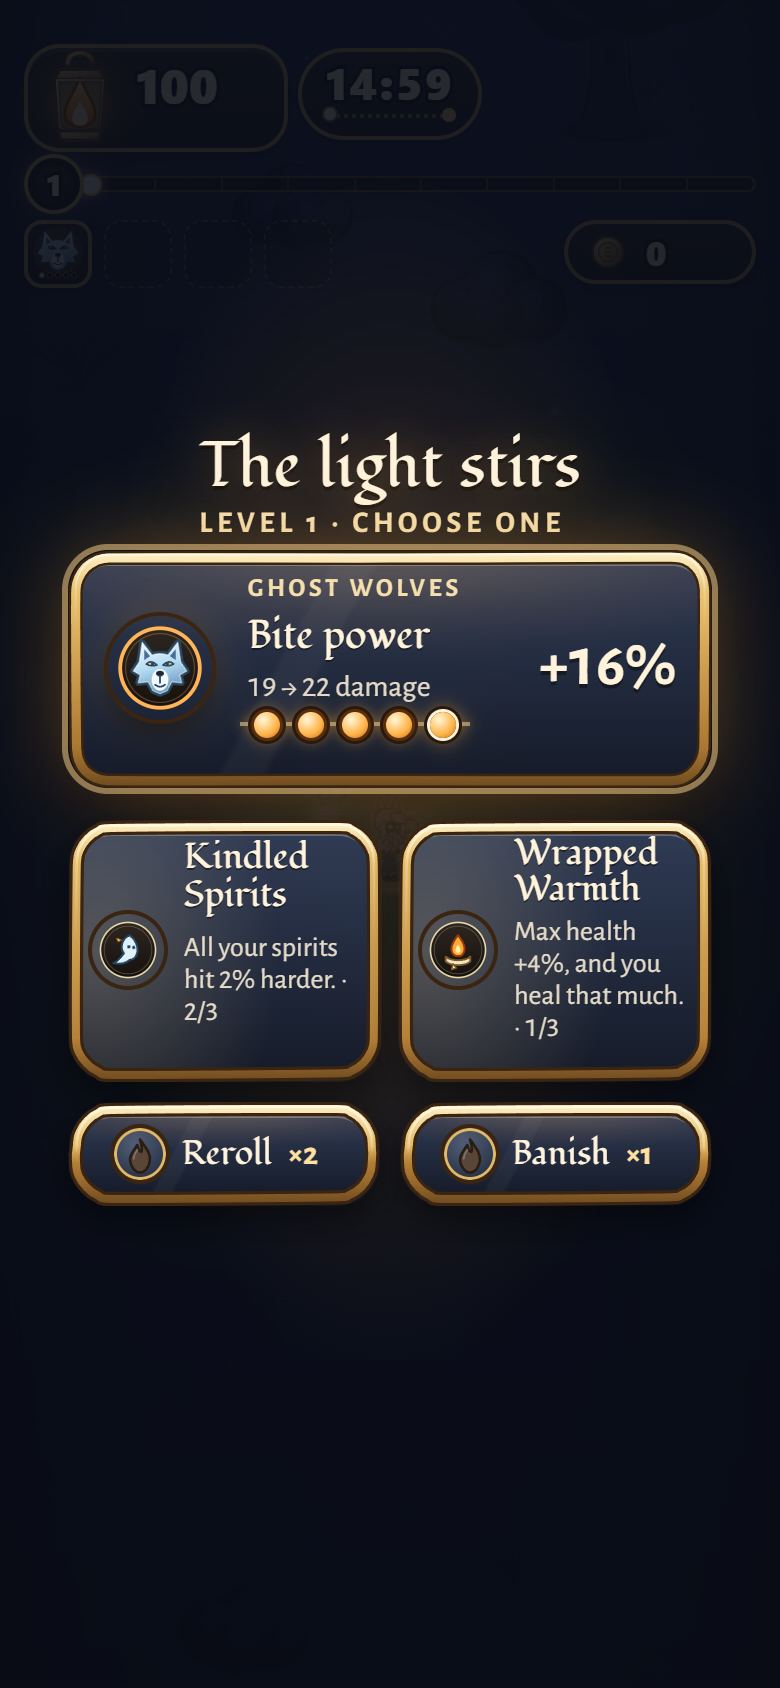 100
14:59
1
0
The light stirs
LEVEL 1 · CHOOSE ONE
GHOST WOLVES
Bite power
19 → 22 damage
+16%
Kindled
Spirits
All your spirits
hit 2% harder. ·
2/3
Wrapped
Warmth
Max health
+4%, and you
heal that much.
· 1/3
Reroll ×2
Banish ×1